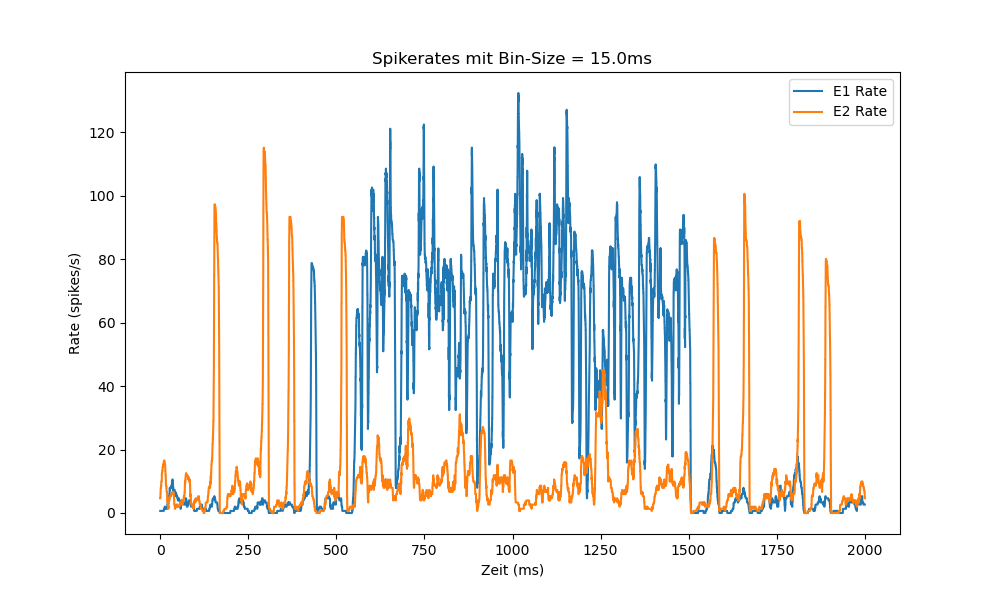 Spikerates mit Bin-Size = 15.0ms
E1 Rate
E2 Rate
Rate (spikes/s)
120
100
80
60
40
20
0
0 250 500 750 1000 1250 1500 1750 2000
Zeit (ms)